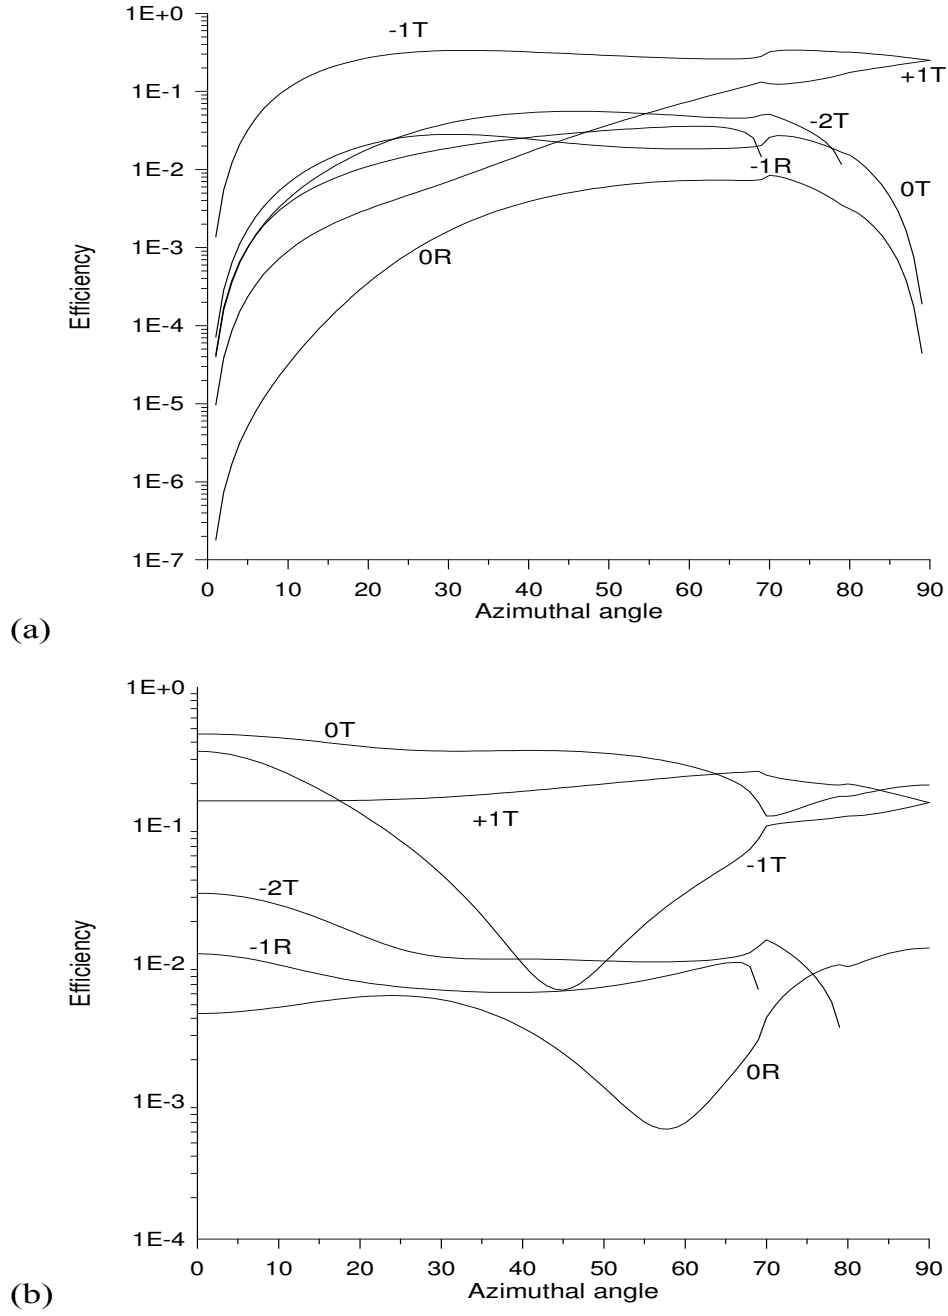 1E+0
-1T
+1T
1E-1
-2T
1E-2
-1R
0T
1E-3
0R
Efficiency
1E-4
1E-5
1E-6
1E-7
0 10 20 30 40 50 60 70 80 90
Azimuthal angle
(a)
1E+0
0T
+1T
1E-1
-1T
-2T
-1R
1E-2
Efficiency
0R
1E-3
1E-4
0 10 20 30 40 50 60 70 80 90
Azimuthal angle
(b)